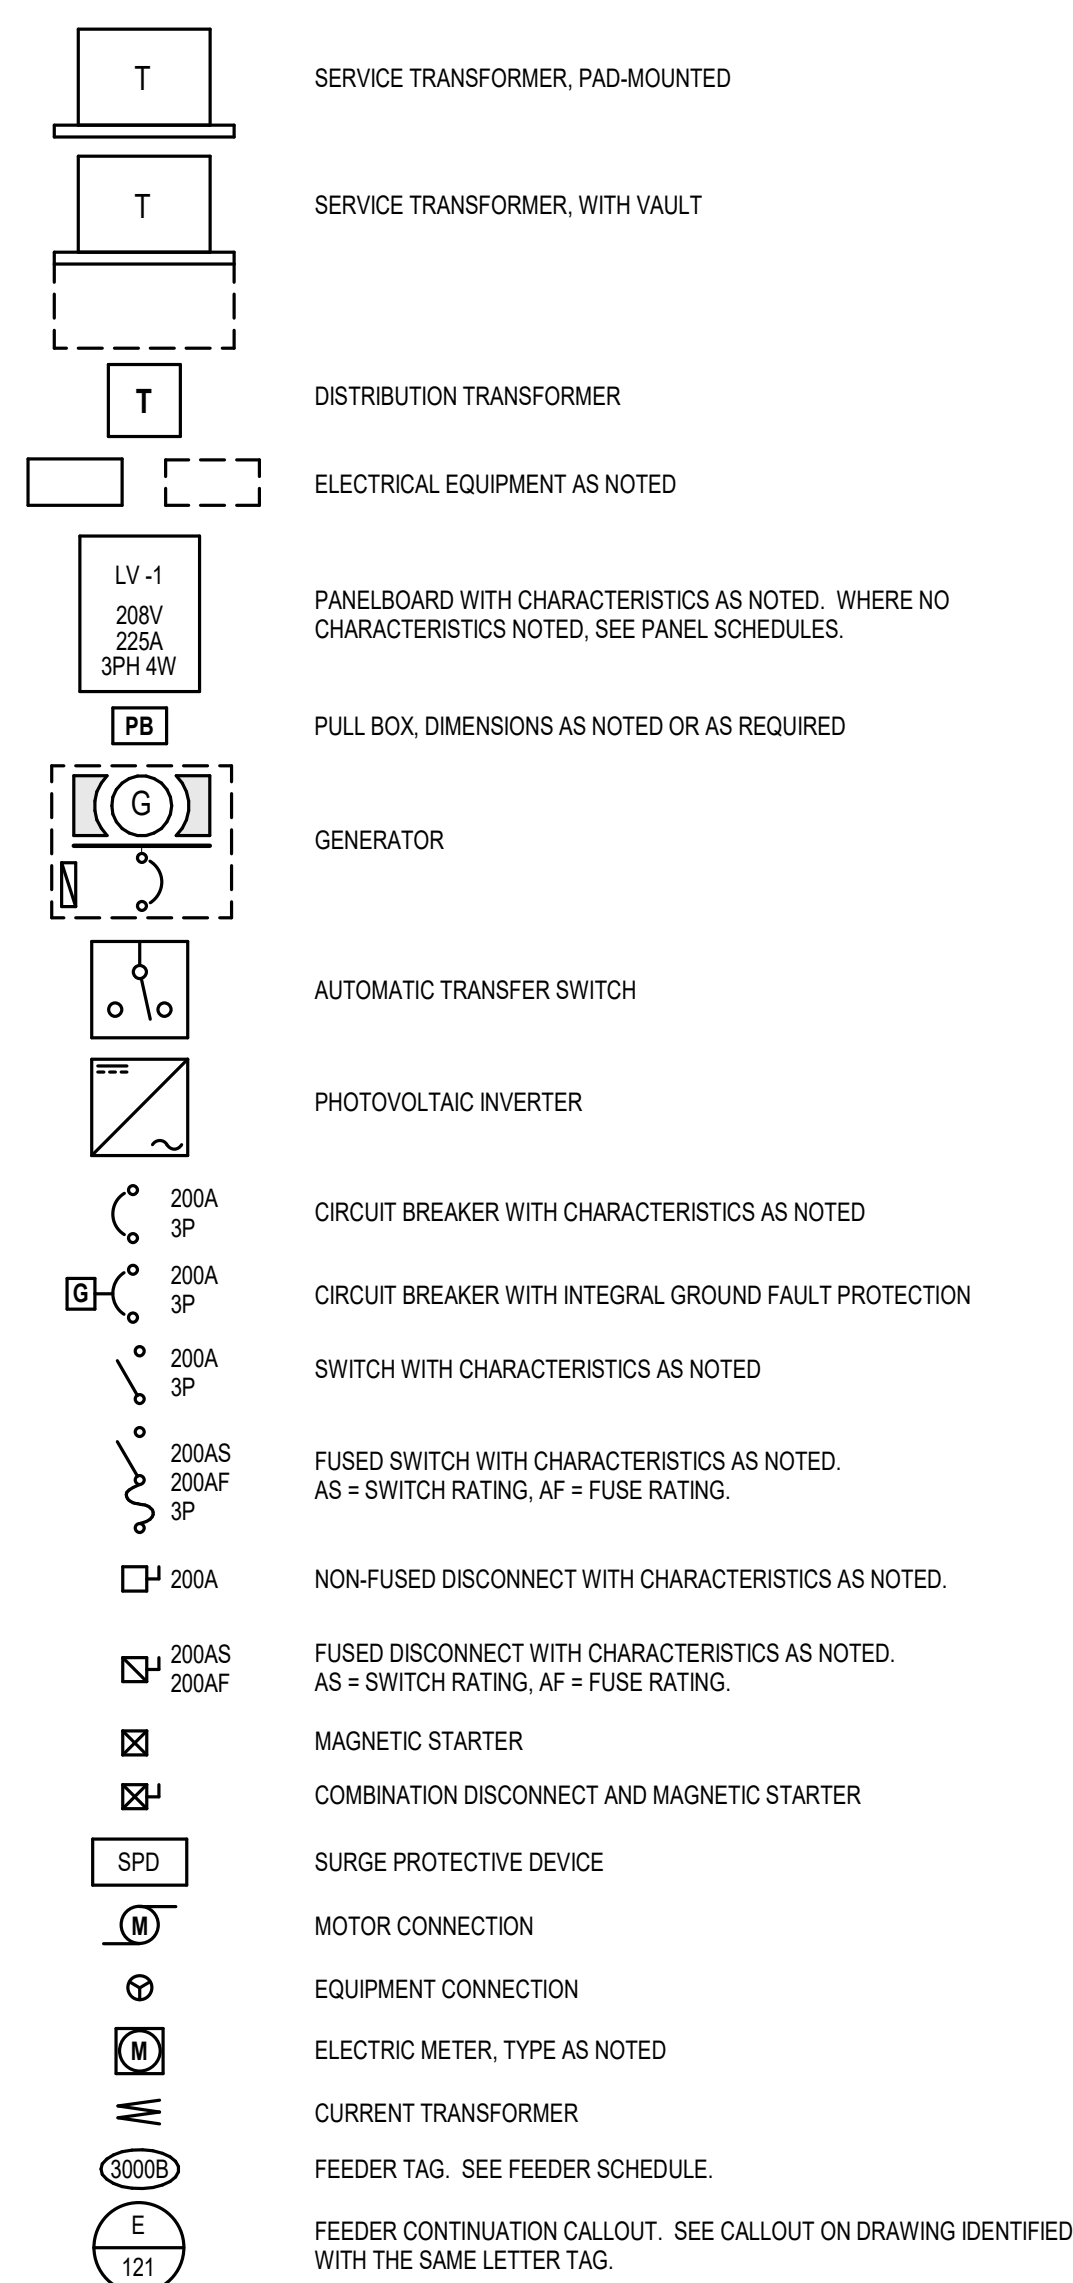 T
SERVICE TRANSFORMER, PAD-MOUNTED
T
SERVICE TRANSFORMER, WITH VAULT
T
DISTRIBUTION TRANSFORMER
ELECTRICAL EQUIPMENT AS NOTED
LV -1
208V
225A
3PH 4W
PANELBOARD WITH CHARACTERISTICS AS NOTED. WHERE NO
CHARACTERISTICS NOTED, SEE PANEL SCHEDULES.
PB
PULL BOX, DIMENSIONS AS NOTED OR AS REQUIRED
G
GENERATOR
AUTOMATIC TRANSFER SWITCH
PHOTOVOLTAIC INVERTER
200A
3P
CIRCUIT BREAKER WITH CHARACTERISTICS AS NOTED
G
200A
3P
CIRCUIT BREAKER WITH INTEGRAL GROUND FAULT PROTECTION
200A
3P
SWITCH WITH CHARACTERISTICS AS NOTED
200AS
200AF
3P
FUSED SWITCH WITH CHARACTERISTICS AS NOTED.
AS = SWITCH RATING, AF = FUSE RATING.
200A
NON-FUSED DISCONNECT WITH CHARACTERISTICS AS NOTED.
200AS
200AF
FUSED DISCONNECT WITH CHARACTERISTICS AS NOTED.
AS = SWITCH RATING, AF = FUSE RATING.
MAGNETIC STARTER
COMBINATION DISCONNECT AND MAGNETIC STARTER
SPD
SURGE PROTECTIVE DEVICE
M
MOTOR CONNECTION
EQUIPMENT CONNECTION
M
ELECTRIC METER, TYPE AS NOTED
CURRENT TRANSFORMER
3000B
FEEDER TAG. SEE FEEDER SCHEDULE.
E
121
FEEDER CONTINUATION CALLOUT. SEE CALLOUT ON DRAWING IDENTIFIED
WITH THE SAME LETTER TAG.